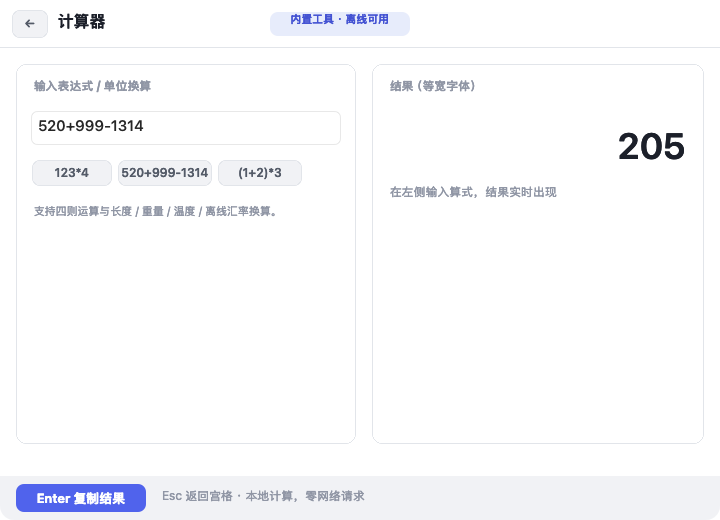 ← 计算器
内置工具 · 离线可用
输入表达式 / 单位换算
520+999-1314
123*4
520+999-1314
(1+2)*3
支持四则运算与长度 / 重量 / 温度 / 离线汇率换算。
结果（等宽字体）
205
在左侧输入算式，结果实时出现
Enter 复制结果
Esc 返回宫格 · 本地计算，零网络请求